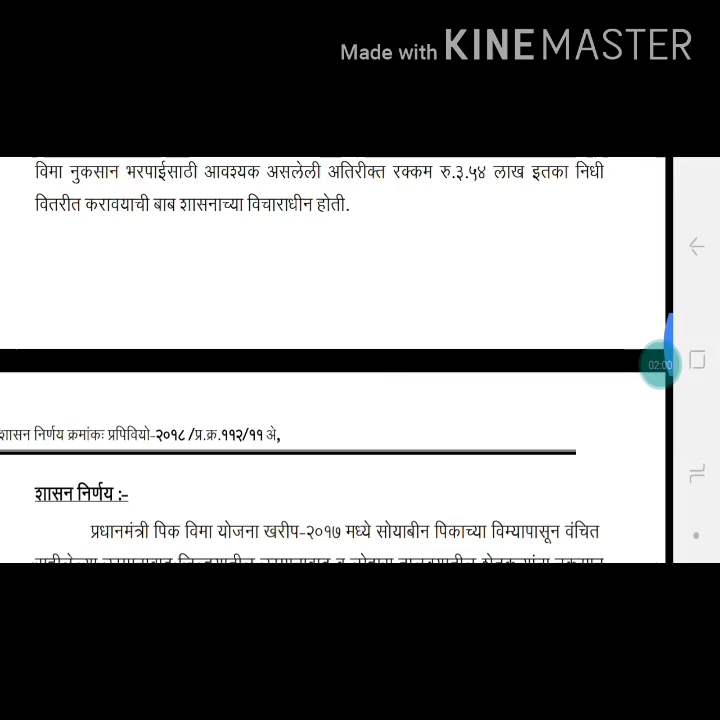 Made with KINEMASTER
विमा नुकसान भरपाईसाठी आवश्यक असलेली अतिरीक्त रक्कम रु.३.५४ लाख इतका निधी
वितरीत करावयाची बाब शासनाच्या विचाराधीन होती.
02:00
शासन निर्णय क्रमांकः प्रपिवियो-२०१८ /प्र.क्र.११२/११ अे,
शासन निर्णय :-
प्रधानमंत्री पिक विमा योजना खरीप-२०१७ मध्ये सोयाबीन पिकाच्या विम्यापासून वंचित